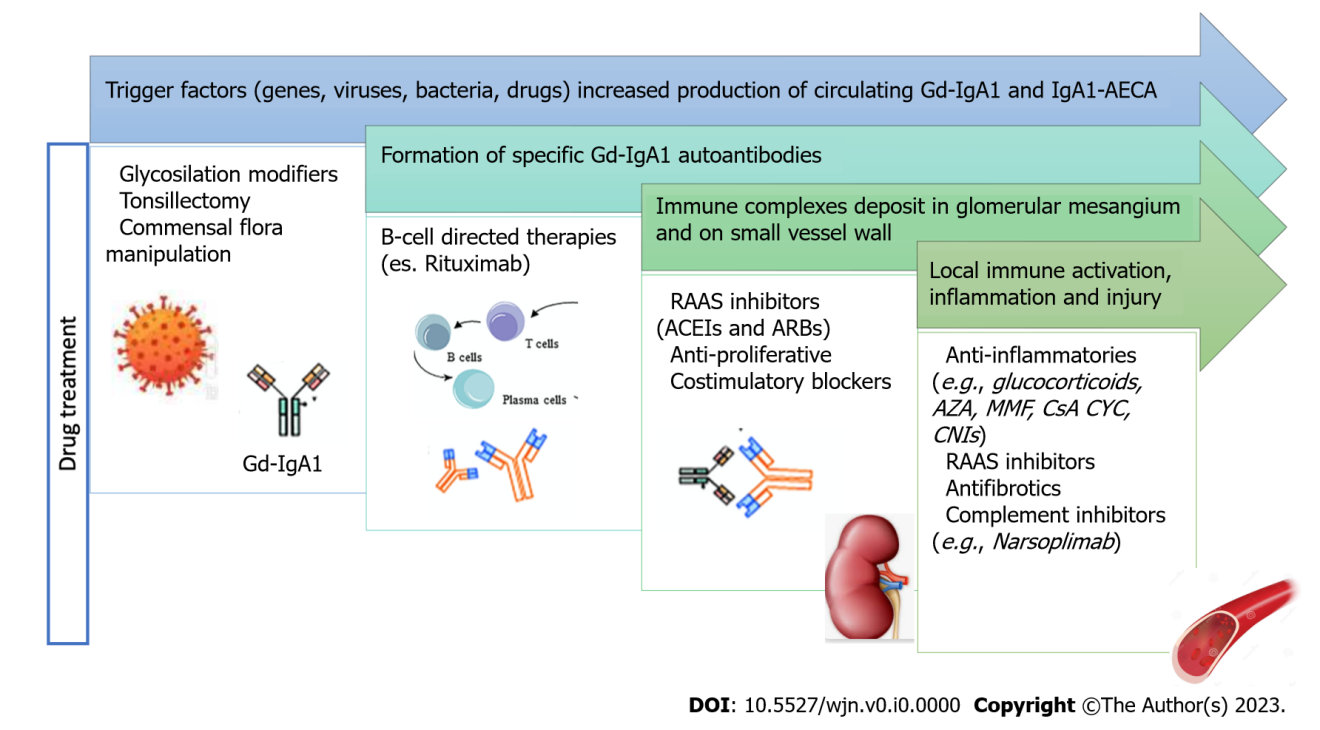 Trigger factors (genes, viruses, bacteria, drugs) increased production of circulating Gd-IgA1 and IgA1-AECA
Drug treatment
Glycosilation modifiers
Tonsillectomy
Commensal flora
manipulation
Gd-IgA1
Formation of specific Gd-IgA1 autoantibodies
B-cell directed therapies
(es. Rituximab)
B cells
T cells
Plasma cells
Immune complexes deposit in glomerular mesangium
and on small vessel wall
RAAS inhibitors
(ACEIs and ARBs)
Anti-proliferative
Costimulatory blockers
Local immune activation,
inflammation and injury
Anti-inflammatories
(e.g., glucocorticoids,
AZA, MMF, CsA CYC,
CNIs)
RAAS inhibitors
Antifibrotics
Complement inhibitors
(e.g., Narsoplimab)
DOI: 10.5527/wjn.v0.i0.0000 Copyright ©The Author(s) 2023.